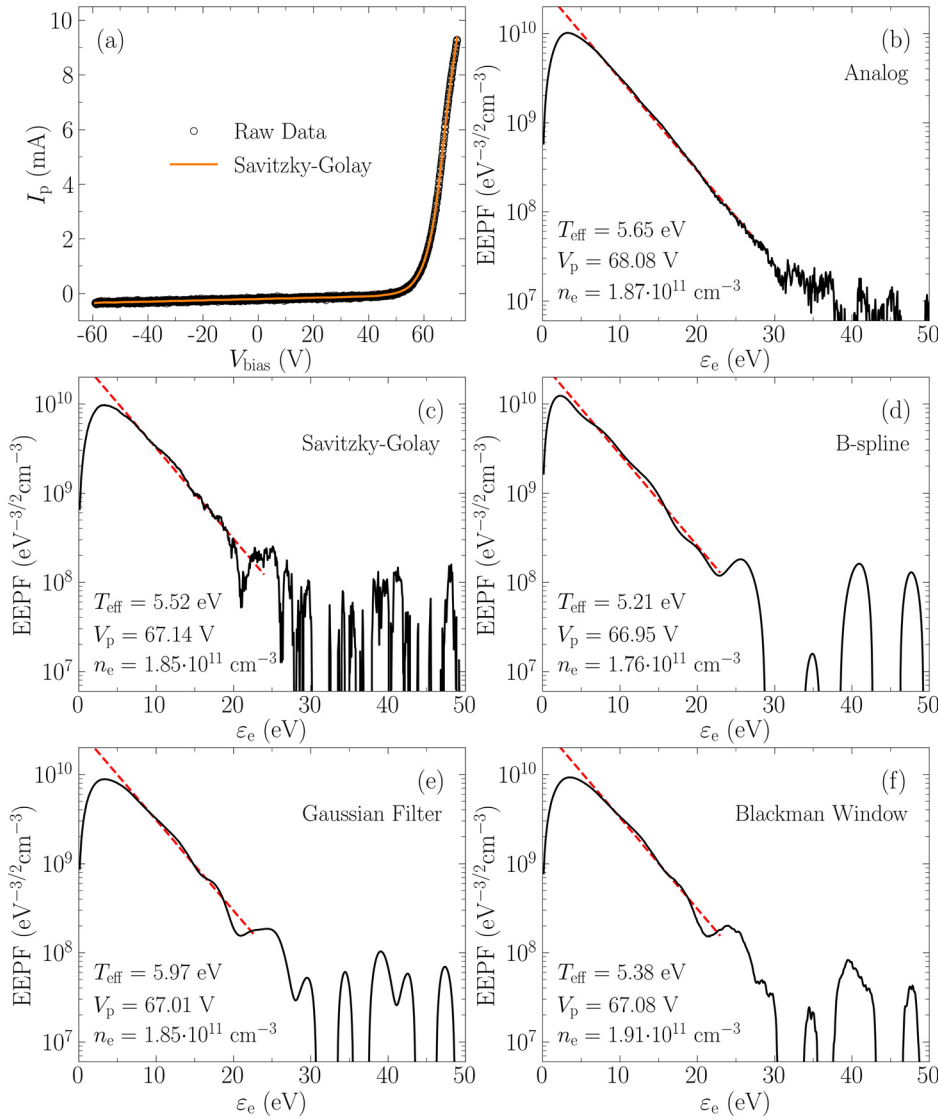 (a)
Raw Data
Savitzky-Golay
I_p (mA)
10
8
6
4
2
0
-60 -40 -20 0 20 40 60
V_bias (V)
(b)
Analog
EEPF (eV^−3/2cm^−3)
10^10
10^9
10^8
10^7
T_eff = 5.65 eV
V_p = 68.08 V
n_e = 1.87·10^11 cm^−3
0 10 20 30 40 50
ε_e (eV)
(c)
Savitzky-Golay
EEPF (eV^−3/2cm^−3)
10^10
10^9
10^8
10^7
T_eff = 5.52 eV
V_p = 67.14 V
n_e = 1.85·10^11 cm^−3
0 10 20 30 40 50
ε_e (eV)
(d)
B-spline
EEPF (eV^−3/2cm^−3)
10^10
10^9
10^8
10^7
T_eff = 5.21 eV
V_p = 66.95 V
n_e = 1.76·10^11 cm^−3
0 10 20 30 40 50
ε_e (eV)
(e)
Gaussian Filter
EEPF (eV^−3/2cm^−3)
10^10
10^9
10^8
10^7
T_eff = 5.97 eV
V_p = 67.01 V
n_e = 1.85·10^11 cm^−3
0 10 20 30 40 50
ε_e (eV)
(f)
Blackman Window
EEPF (eV^−3/2cm^−3)
10^10
10^9
10^8
10^7
T_eff = 5.38 eV
V_p = 67.08 V
n_e = 1.91·10^11 cm^−3
0 10 20 30 40 50
ε_e (eV)